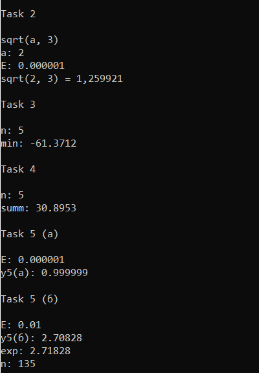 Task 2
sqrt(a, 3)
a: 2
E: 0.000001
sqrt(2, 3) = 1,259921
Task 3
n: 5
min: -61.3712
Task 4
n: 5
summ: 30.8953
Task 5 (a)
E: 0.000001
y5(a): 0.999999
Task 5 (б)
E: 0.01
y5(б): 2.70828
exp: 2.71828
n: 135